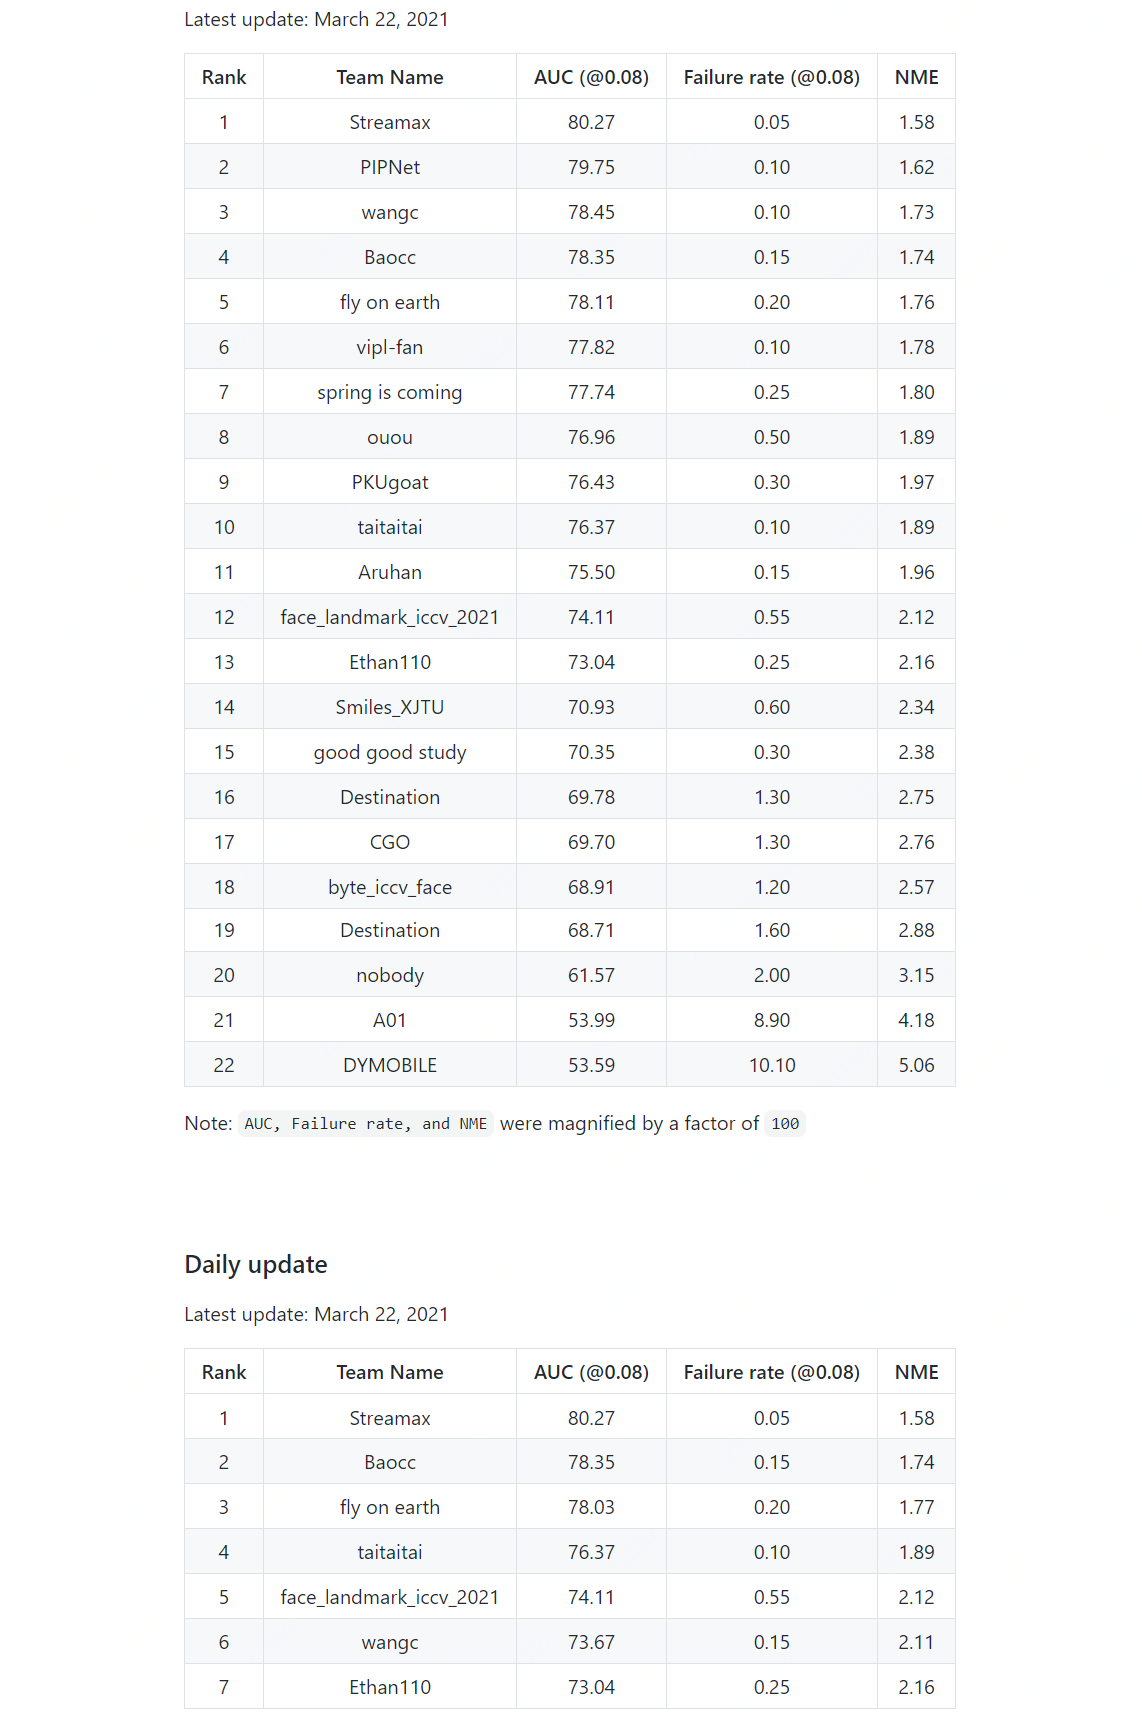 Latest update: March 22, 2021
Rank Team Name AUC (@0.08) Failure rate (@0.08) NME
1 Streamax 80.27 0.05 1.58
2 PIPNet 79.75 0.10 1.62
3 wangc 78.45 0.10 1.73
4 Baocc 78.35 0.15 1.74
5 fly on earth 78.11 0.20 1.76
6 vipl-fan 77.82 0.10 1.78
7 spring is coming 77.74 0.25 1.80
8 ouou 76.96 0.50 1.89
9 PKUgoat 76.43 0.30 1.97
10 taitaitai 76.37 0.10 1.89
11 Aruhan 75.50 0.15 1.96
12 face_landmark_iccv_2021 74.11 0.55 2.12
13 Ethan110 73.04 0.25 2.16
14 Smiles_XJTU 70.93 0.60 2.34
15 good good study 70.35 0.30 2.38
16 Destination 69.78 1.30 2.75
17 CGO 69.70 1.30 2.76
18 byte_iccv_face 68.91 1.20 2.57
19 Destination 68.71 1.60 2.88
20 nobody 61.57 2.00 3.15
21 A01 53.99 8.90 4.18
22 DYMOBILE 53.59 10.10 5.06
Note: AUC, Failure rate, and NME were magnified by a factor of 100
Daily update
Latest update: March 22, 2021
Rank Team Name AUC (@0.08) Failure rate (@0.08) NME
1 Streamax 80.27 0.05 1.58
2 Baocc 78.35 0.15 1.74
3 fly on earth 78.03 0.20 1.77
4 taitaitai 76.37 0.10 1.89
5 face_landmark_iccv_2021 74.11 0.55 2.12
6 wangc 73.67 0.15 2.11
7 Ethan110 73.04 0.25 2.16